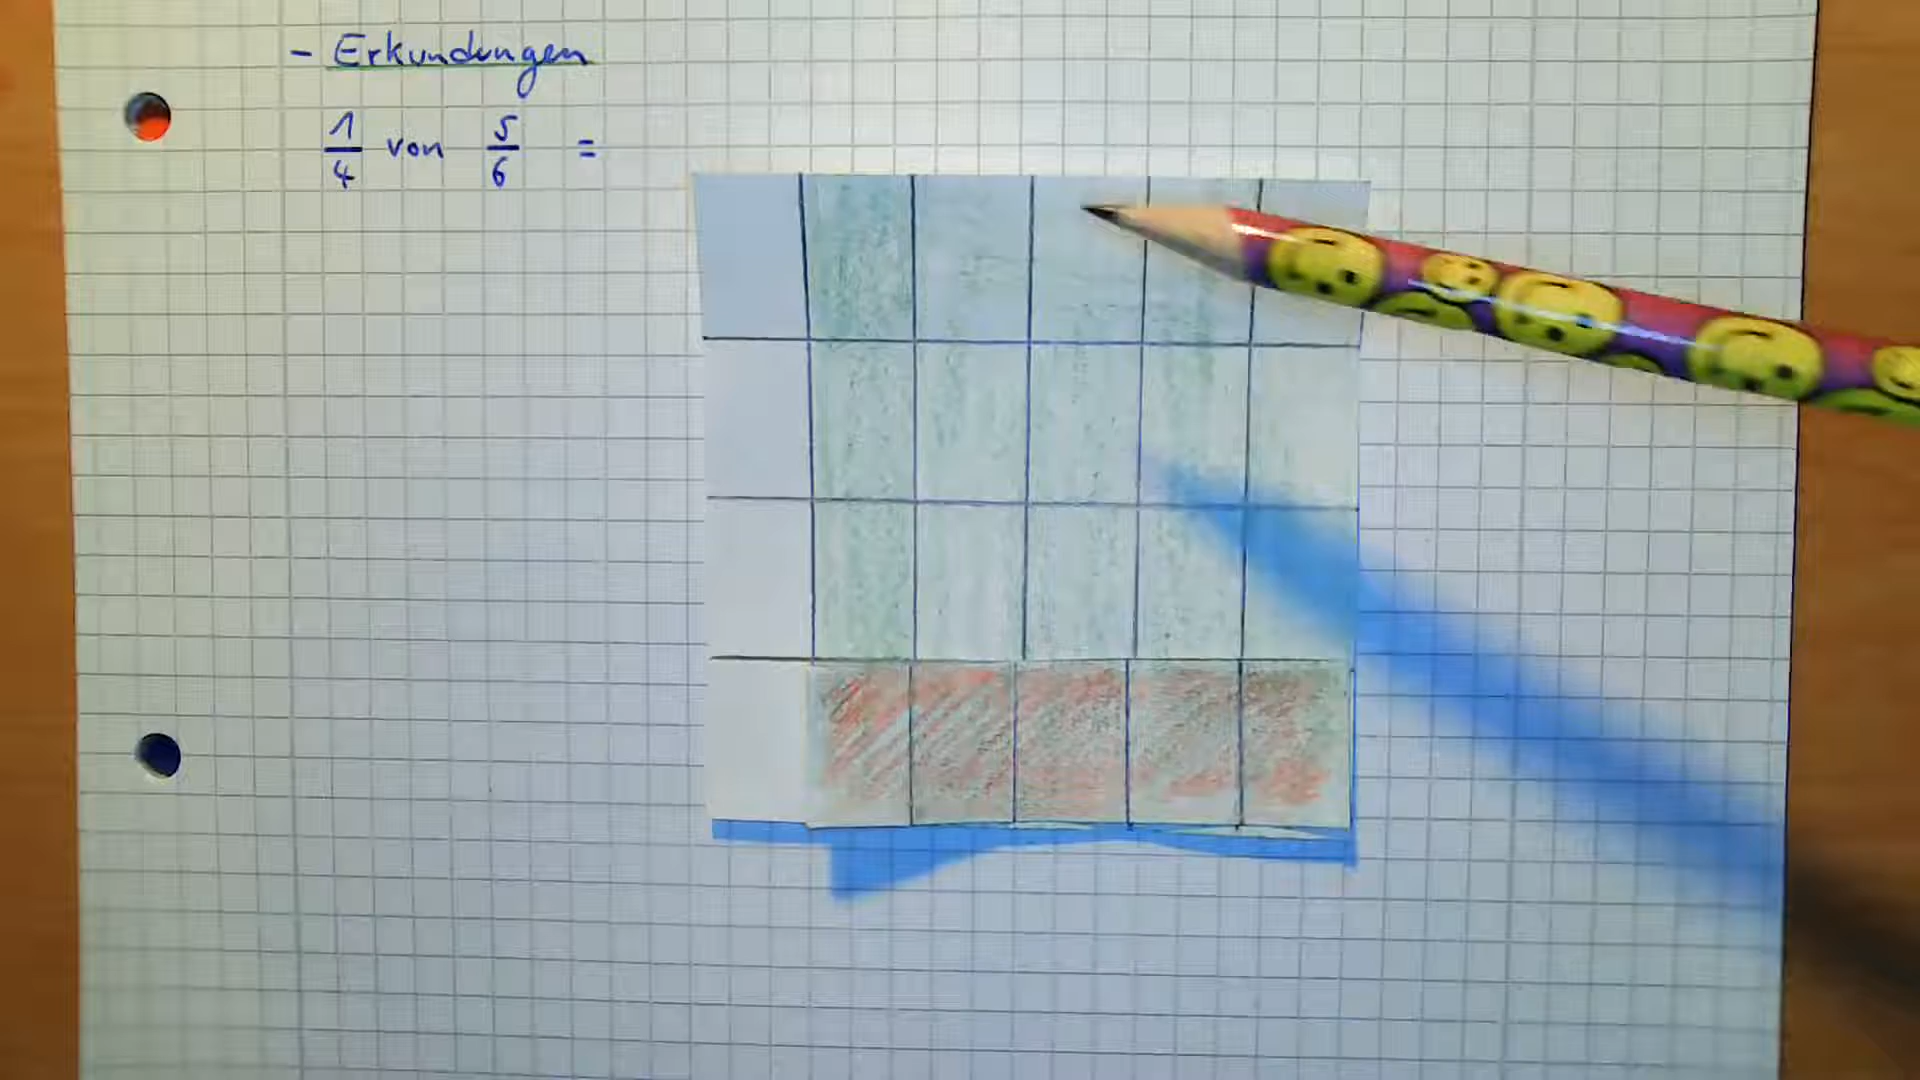 - Erkundungen
1/4 von 5/6 =